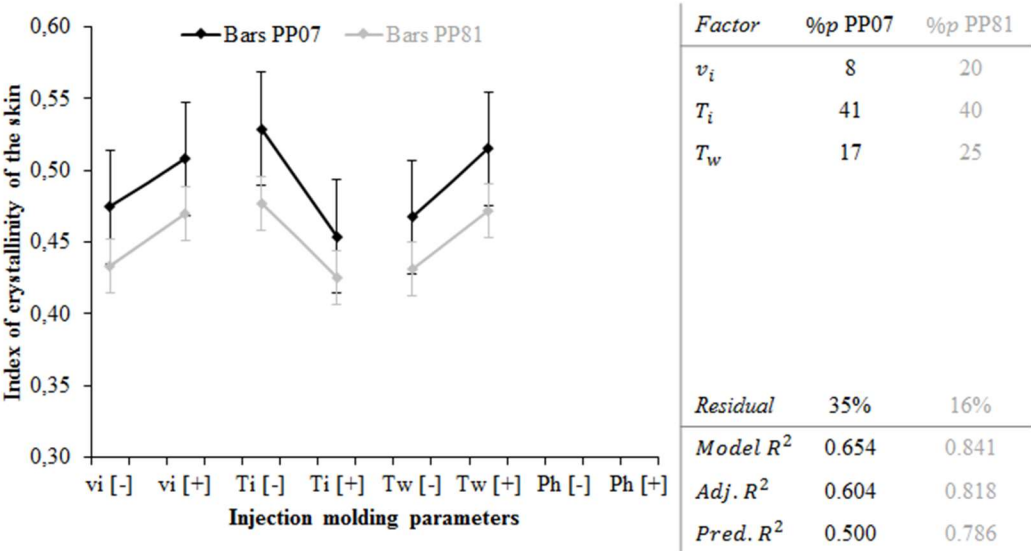 Index of crystallinity of the skin
0,60
0,55
0,50
0,45
0,40
0,35
0,30
Bars PP07 Bars PP81
vi [-] vi [+] Ti [-] Ti [+] Tw [-] Tw [+] Ph [-] Ph [+]
Injection molding parameters
Factor %p PP07 %p PP81
vi 8 20
Ti 41 40
Tw 17 25
Residual 35% 16%
Model R² 0.654 0.841
Adj. R² 0.604 0.818
Pred. R² 0.500 0.786